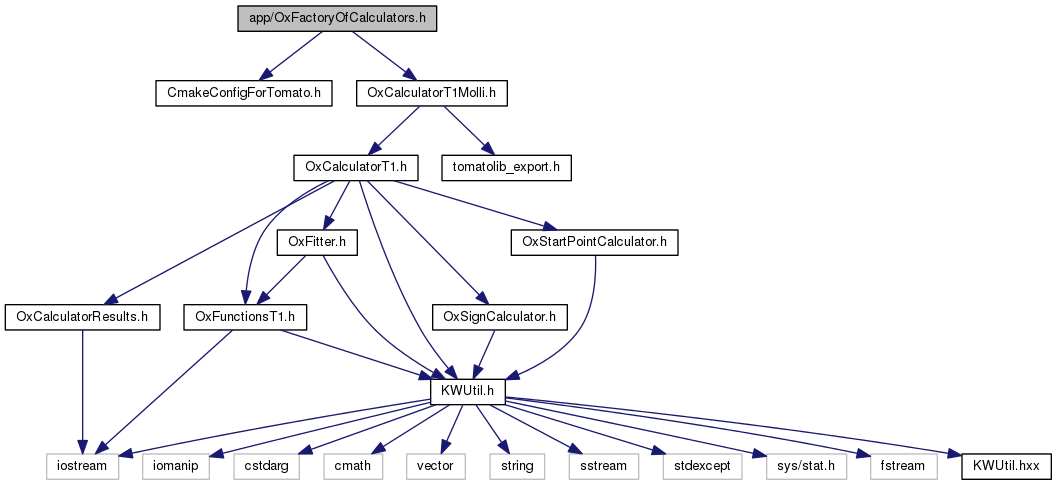 app/OxFactoryOfCalculators.h
CmakeConfigForTomato.h
OxCalculatorT1Molli.h
OxCalculatorT1.h
tomatolib_export.h
OxFitter.h
OxStartPointCalculator.h
OxCalculatorResults.h
OxFunctionsT1.h
OxSignCalculator.h
KWUtil.h
iostream
iomanip
cstdarg
cmath
vector
string
sstream
stdexcept
sys/stat.h
fstream
KWUtil.hxx